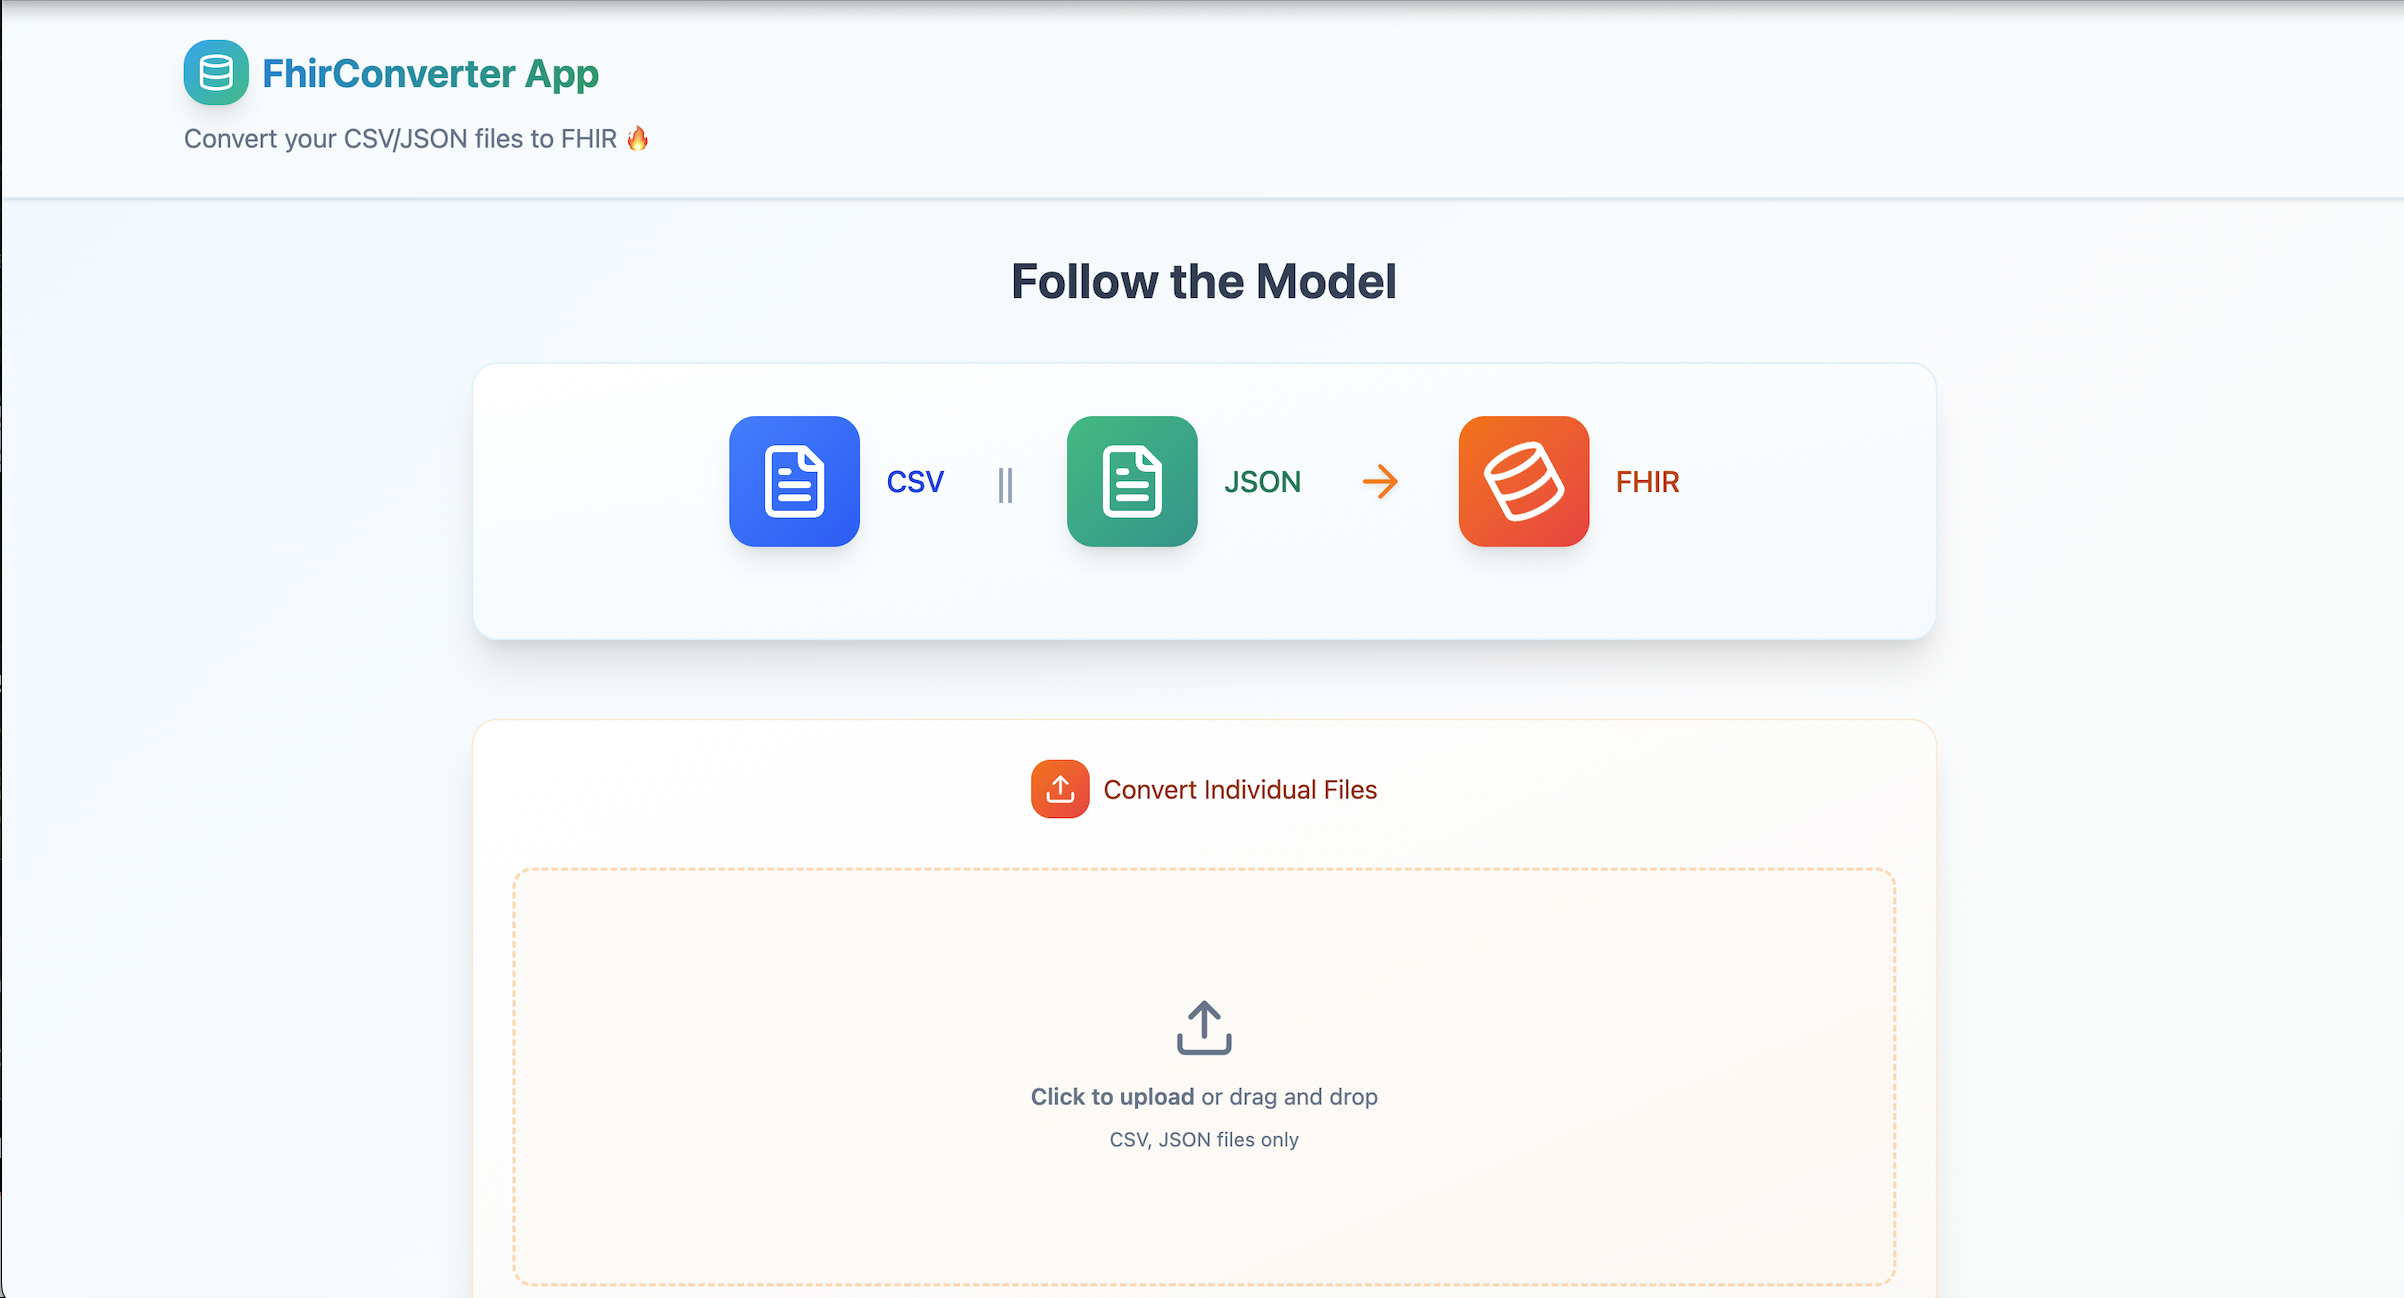 FhirConverter App
Convert your CSV/JSON files to FHIR 🔥
Follow the Model
CSV || JSON → FHIR
Convert Individual Files
Click to upload or drag and drop
CSV, JSON files only